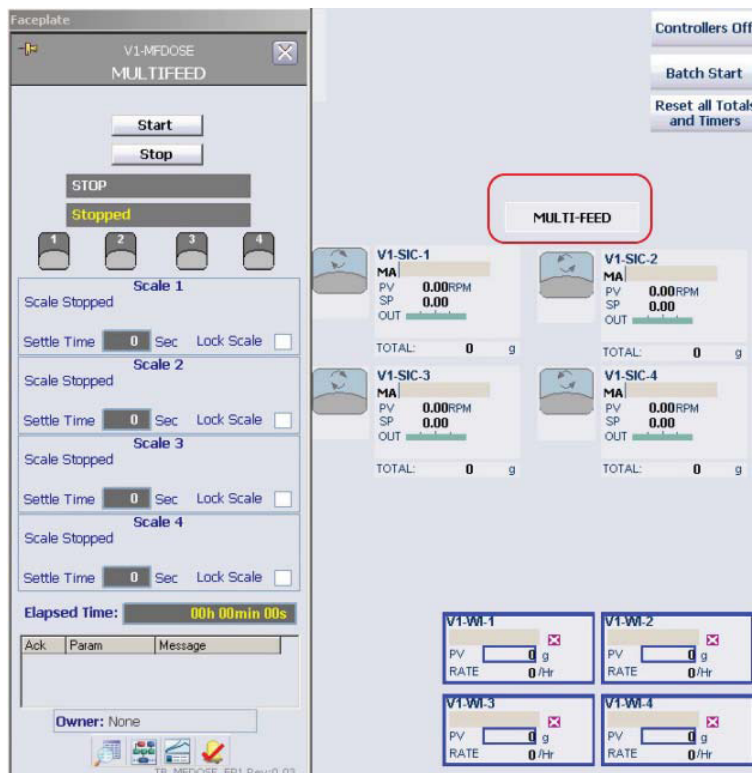 Faceplate
V1-MFDOSE
MULTIFEED
Start
Stop
STOP
Stopped
1 2 3 4
Scale 1
Scale Stopped
Settle Time 0 Sec Lock Scale
Scale 2
Scale Stopped
Settle Time 0 Sec Lock Scale
Scale 3
Scale Stopped
Settle Time 0 Sec Lock Scale
Scale 4
Scale Stopped
Settle Time 0 Sec Lock Scale
Elapsed Time: 00h 00min 00s
Ack Param Message
Owner: None
Controllers Off
Batch Start
Reset all Totals
and Timers
MULTI-FEED
V1-SIC-1
MA
PV 0.00RPM
SP 0.00
OUT
TOTAL: 0 g
V1-SIC-2
MA
PV 0.00RPM
SP 0.00
OUT
TOTAL: 0 g
V1-SIC-3
MA
PV 0.00RPM
SP 0.00
OUT
TOTAL: 0 g
V1-SIC-4
MA
PV 0.00RPM
SP 0.00
OUT
TOTAL: 0 g
V1-WI-1
PV 0 g
RATE 0/Hr
V1-WI-2
PV 0 g
RATE 0/Hr
V1-WI-3
PV 0 g
RATE 0/Hr
V1-WI-4
PV 0 g
RATE 0/Hr